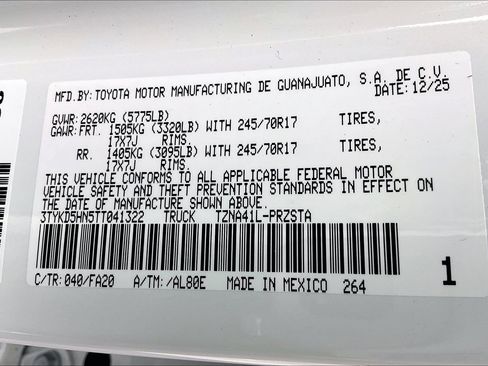 MFD.BY:TOYOTA MOTOR MANUFACTURING DE GUANAJUATO, S.A. DE C.V.
DATE:12/25
GVWR:2620KG (5775LB)
GAWR:FRT. 1505KG (3320LB) WITH 245/70R17 TIRES,
17X7J RIMS.
RR. 1405KG (3095LB) WITH 245/70R17 TIRES,
17X7J RIMS.
THIS VEHICLE CONFORMS TO ALL APPLICABLE FEDERAL MOTOR
VEHICLE SAFETY AND THEFT PREVENTION STANDARDS IN EFFECT ON
THE DATE OF MANUFACTURE SHOWN ABOVE.
3TYKD5HN5TT041322 TRUCK TZNA41L-PRZSTA
C/TR:040/FA20 A/TM:/AL80E MADE IN MEXICO 264
1